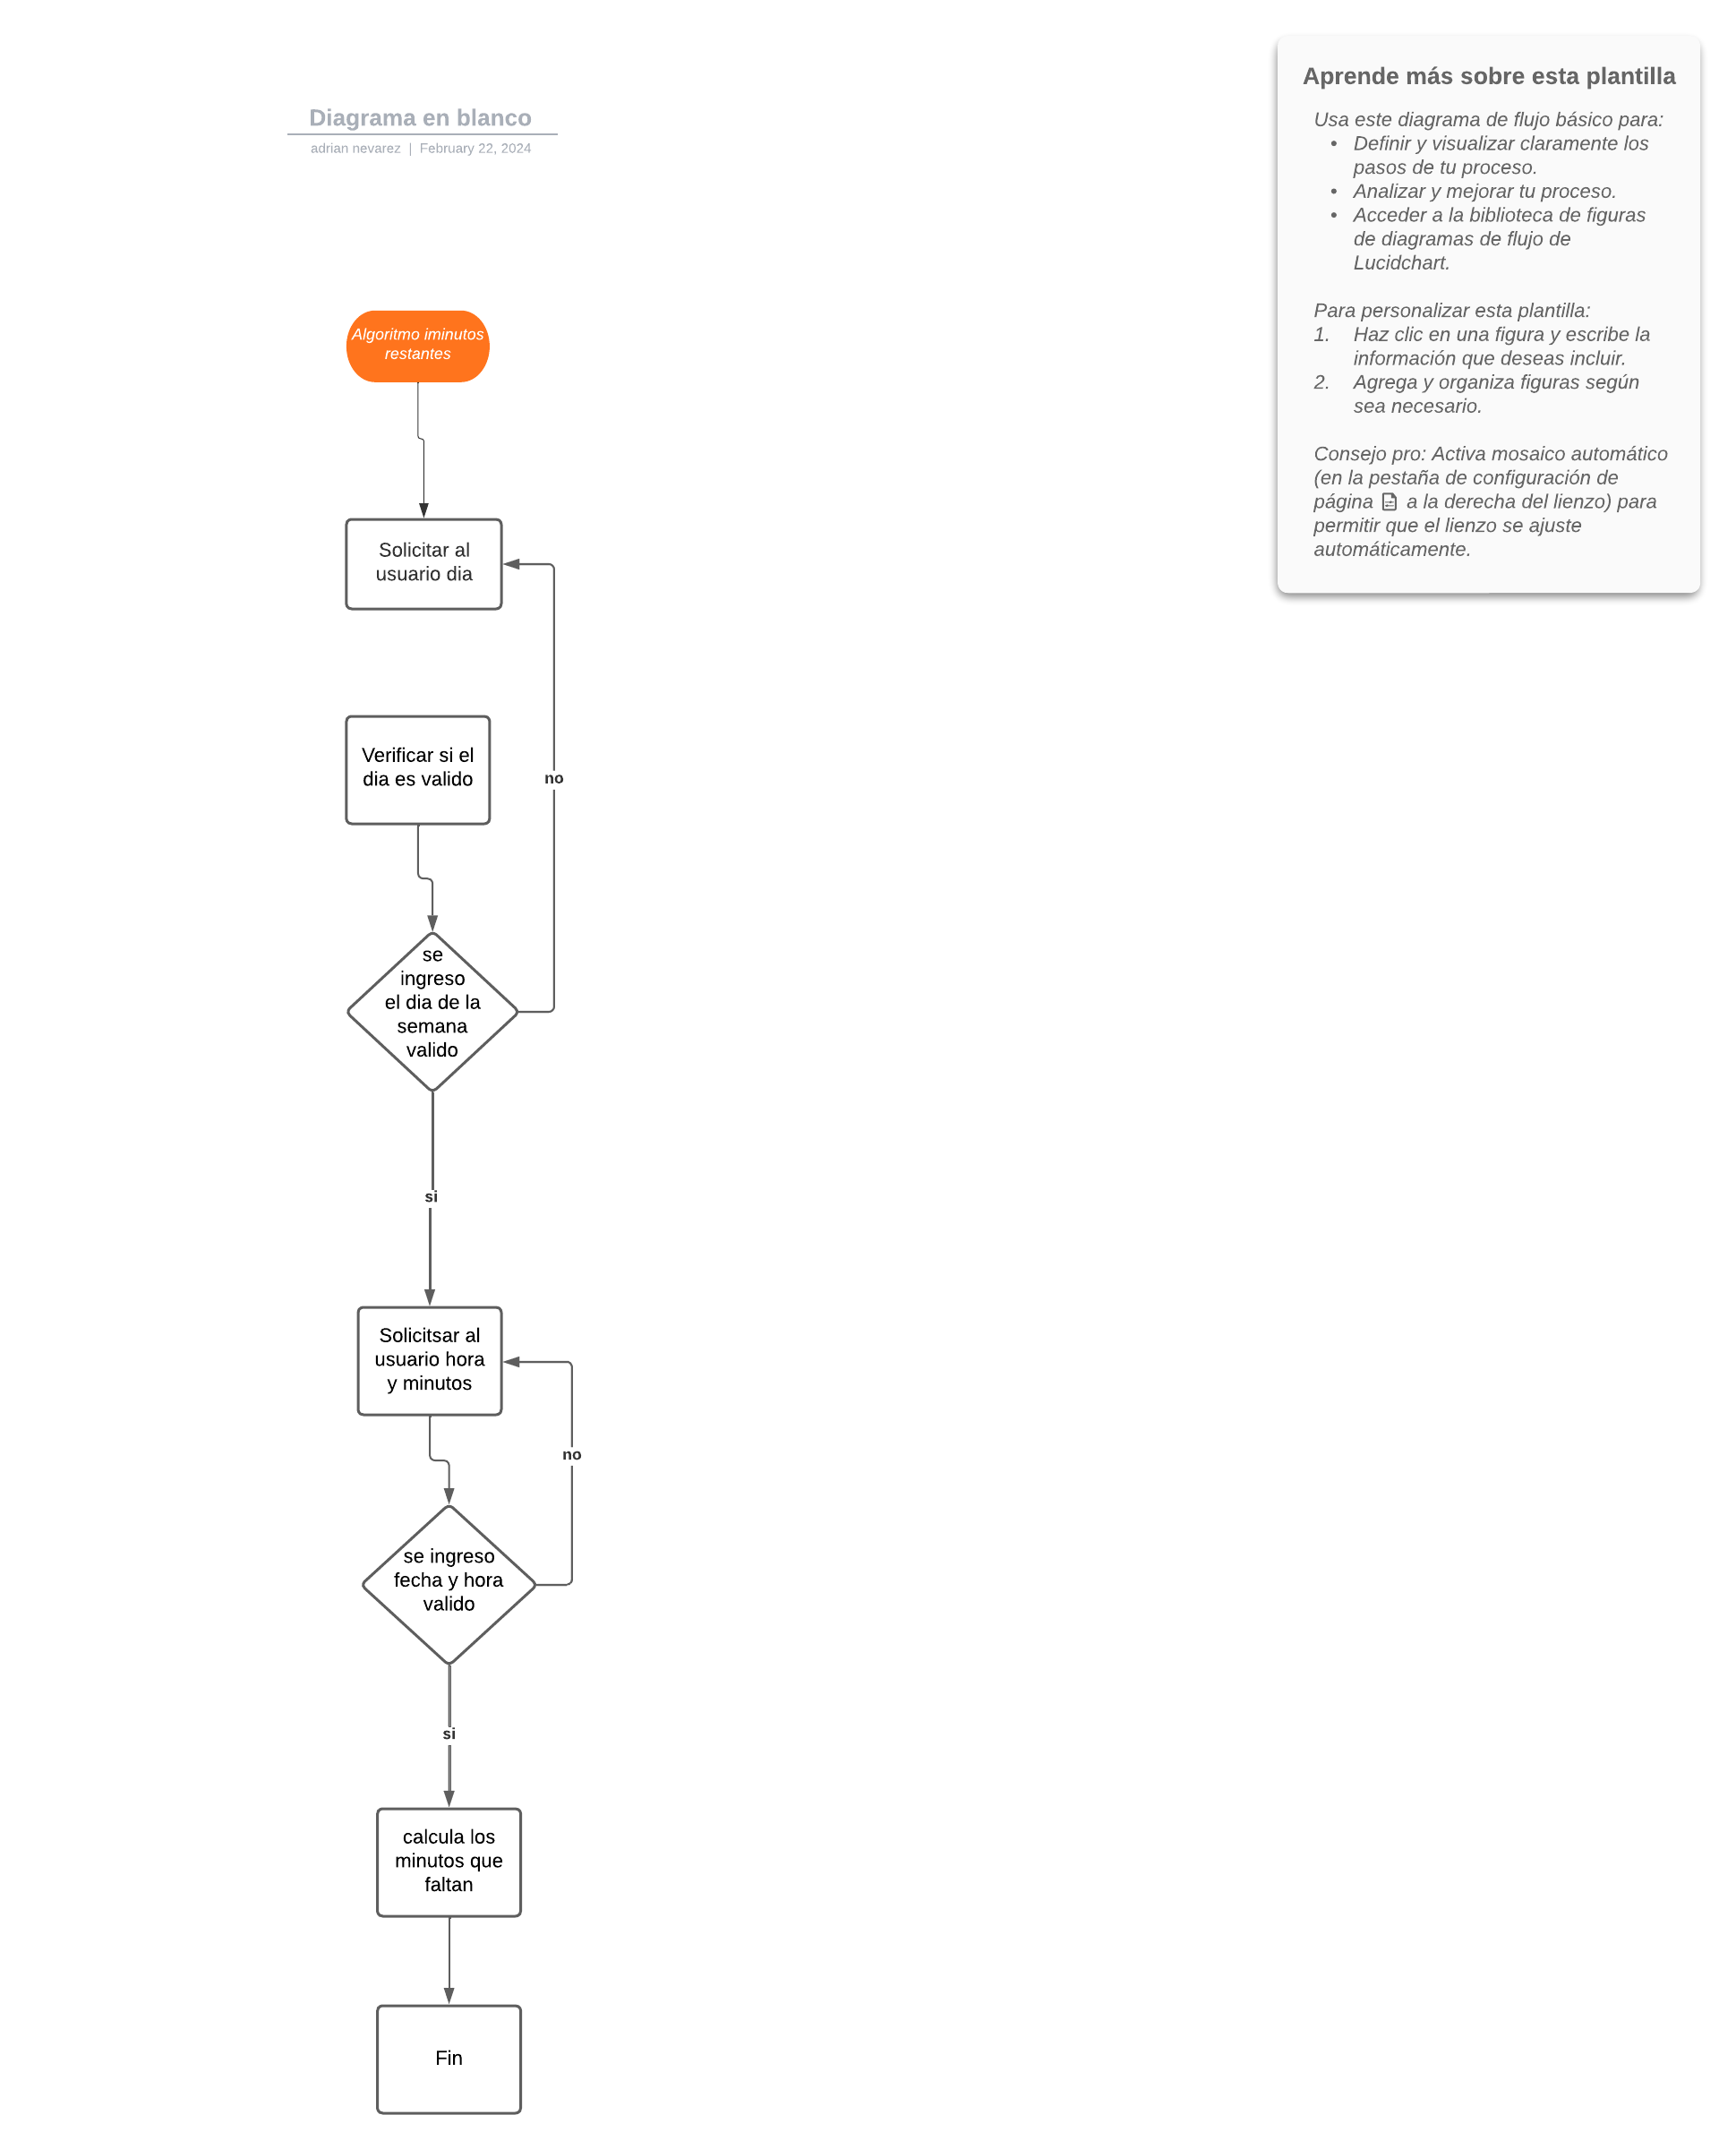 Diagrama en blanco
adrian nevarez | February 22, 2024
Aprende más sobre esta plantilla
Usa este diagrama de flujo básico para:
• Definir y visualizar claramente los
pasos de tu proceso.
• Analizar y mejorar tu proceso.
• Acceder a la biblioteca de figuras
de diagramas de flujo de
Lucidchart.
Para personalizar esta plantilla:
1. Haz clic en una figura y escribe la
información que deseas incluir.
2. Agrega y organiza figuras según
sea necesario.
Consejo pro: Activa mosaico automático
(en la pestaña de configuración de
página a la derecha del lienzo) para
permitir que el lienzo se ajuste
automáticamente.
Algoritmo iminutos
restantes
Solicitar al
usuario dia
Verificar si el
dia es valido
no
se
ingreso
el dia de la
semana
valido
si
Solicitsar al
usuario hora
y minutos
no
se ingreso
fecha y hora
valido
si
calcula los
minutos que
faltan
Fin